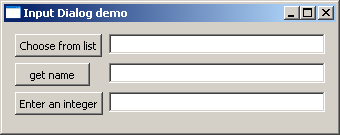 Input Dialog demo
Choose from list
get name
Enter an integer